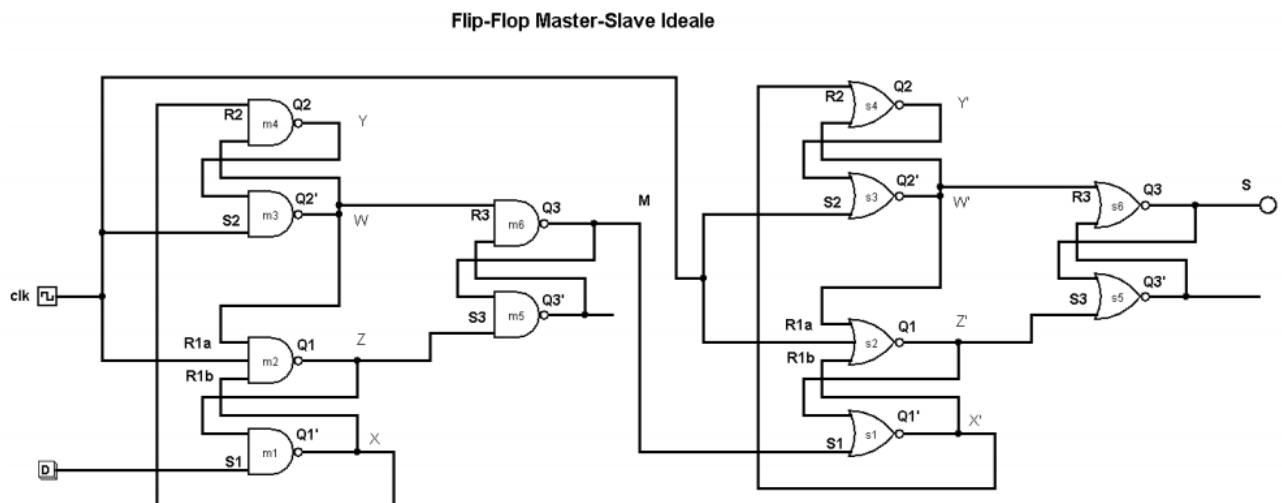 Flip-Flop Master-Slave Ideale
R2
m4
Q2
Y
S2
m3
Q2'
W
R3
m6
Q3
M
S3
m5
Q3'
clk
R1a
m2
Q1
Z
R1b
D
S1
m1
Q1'
X
R2
s4
Q2
Y'
S2
s3
Q2'
W'
R3
s6
Q3
S
S3
s5
Q3'
R1a
s2
Q1
Z'
R1b
S1
s1
Q1'
X'